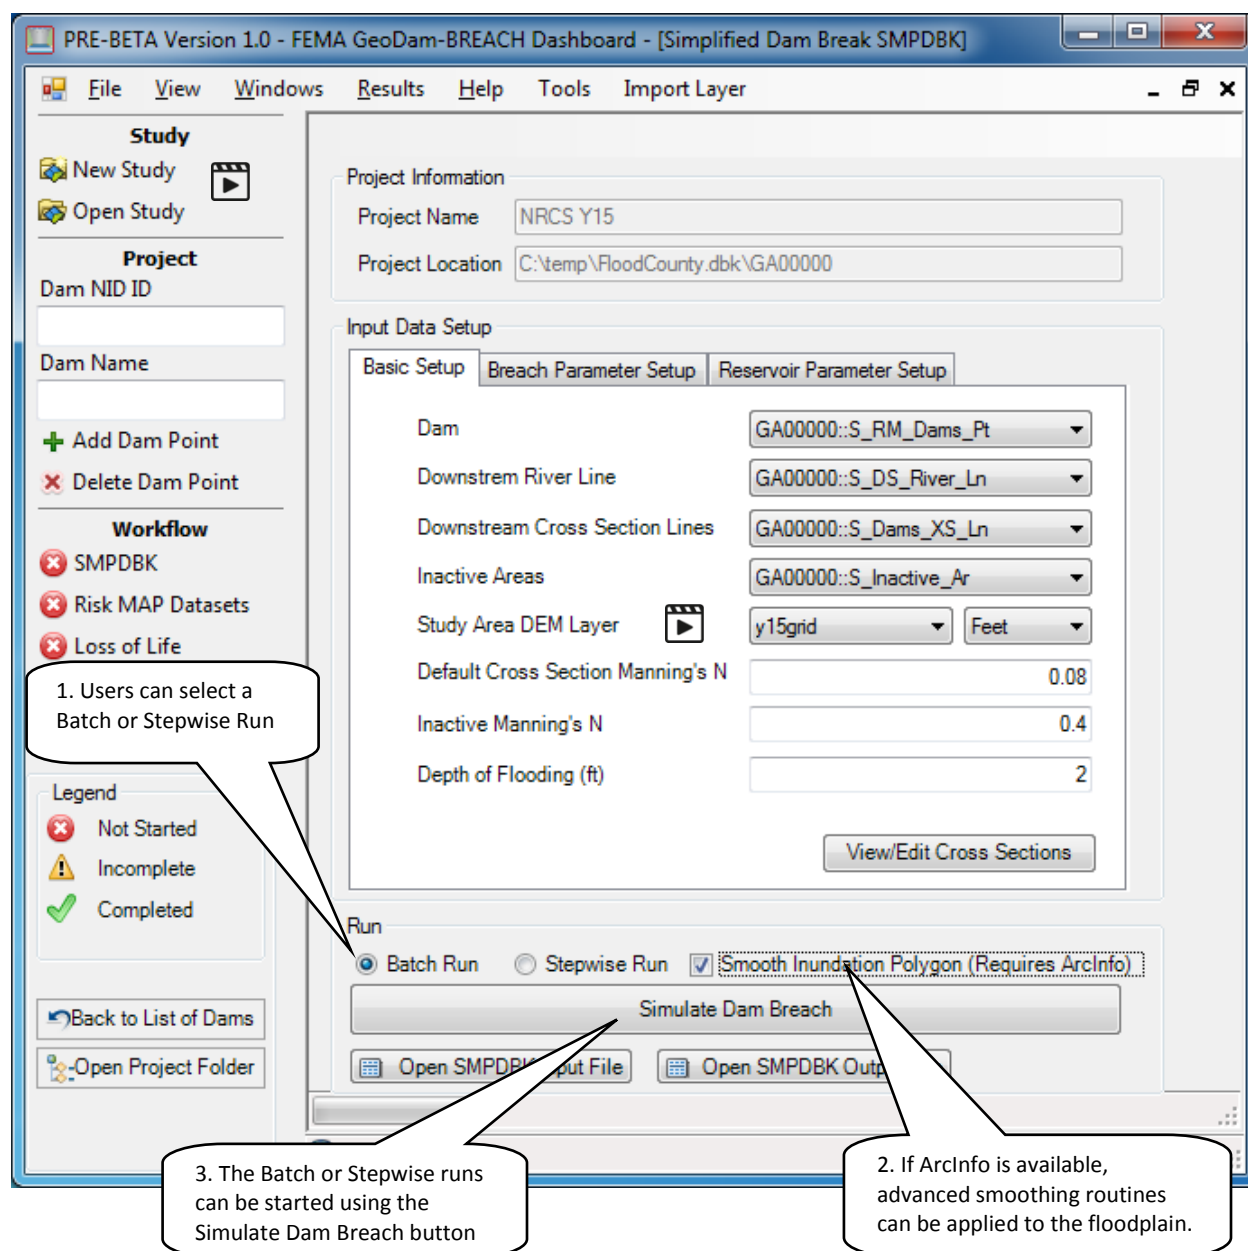 PRE-BETA Version 1.0 - FEMA GeoDam-BREACH Dashboard - [Simplified Dam Break SMPDBK]
File View Windows Results Help Tools Import Layer
Study
New Study
Open Study
Project
Dam NID ID
Dam Name
Add Dam Point
Delete Dam Point
Workflow
SMPDBK
Risk MAP Datasets
Loss of Life
1. Users can select a
Batch or Stepwise Run
Legend
Not Started
Incomplete
Completed
Back to List of Dams
Open Project Folder
Project Information
Project Name NRCS Y15
Project Location C:\temp\FloodCounty.dbk\GA00000
Input Data Setup
Basic Setup Breach Parameter Setup Reservoir Parameter Setup
Dam GA00000::S_RM_Dams_Pt
Downstrem River Line GA00000::S_DS_River_Ln
Downstream Cross Section Lines GA00000::S_Dams_XS_Ln
Inactive Areas GA00000::S_Inactive_Ar
Study Area DEM Layer y15grid Feet
Default Cross Section Manning's N 0.08
Inactive Manning's N 0.4
Depth of Flooding (ft) 2
View/Edit Cross Sections
Run
Batch Run Stepwise Run Smooth Inundation Polygon (Requires ArcInfo)
Simulate Dam Breach
Open SMPDBK Input File Open SMPDBK Outp
3. The Batch or Stepwise runs
can be started using the
Simulate Dam Breach button
2. If ArcInfo is available,
advanced smoothing routines
can be applied to the floodplain.